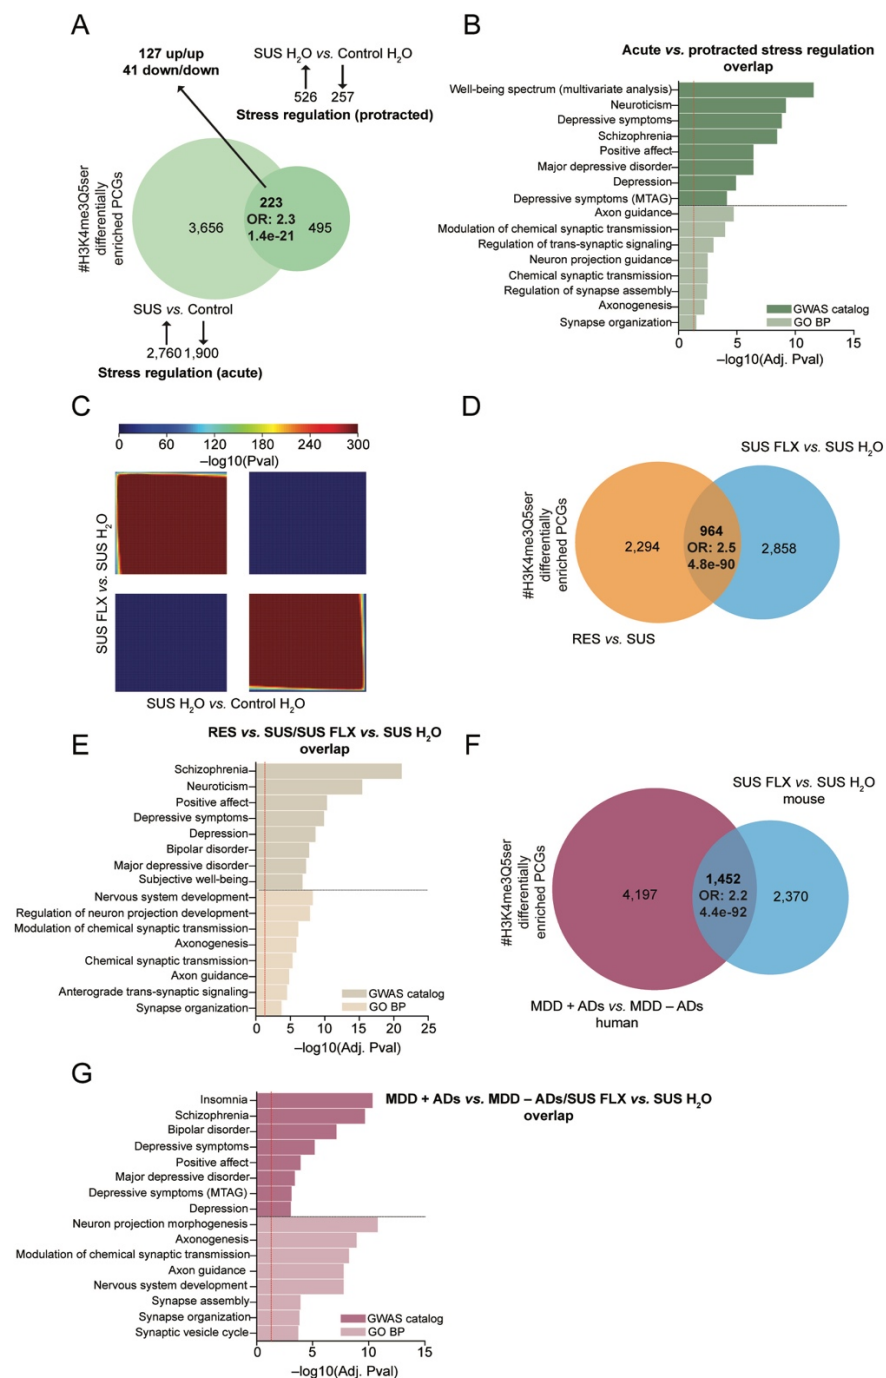 A
127 up/up
41 down/down
SUS H₂O vs. Control H₂O
526 257
Stress regulation (protracted)
#H3K4me3Q5ser
differentially
enriched PCGs
3,656
223
OR: 2.3
1.4e-21
495
SUS vs. Control
2,760 1,900
Stress regulation (acute)
B
Acute vs. protracted stress regulation
overlap
Well-being spectrum (multivariate analysis)
Neuroticism
Depressive symptoms
Schizophrenia
Positive affect
Major depressive disorder
Depression
Depressive symptoms (MTAG)
Axon guidance
Modulation of chemical synaptic transmission
Regulation of trans-synaptic signaling
Neuron projection guidance
Chemical synaptic transmission
Regulation of synapse assembly
Axonogenesis
Synapse organization
GWAS catalog
GO BP
0 5 10 15
–log10(Adj. Pval)
C
0 60 120 180 240 300
–log10(Pval)
SUS FLX vs. SUS H₂O
SUS H₂O vs. Control H₂O
D
SUS FLX vs. SUS H₂O
#H3K4me3Q5ser
differentially
enriched PCGs
2,294
964
OR: 2.5
4.8e-90
2,858
RES vs. SUS
E
RES vs. SUS/SUS FLX vs. SUS H₂O
overlap
Schizophrenia
Neuroticism
Positive affect
Depressive symptoms
Depression
Bipolar disorder
Major depressive disorder
Subjective well-being
Nervous system development
Regulation of neuron projection development
Modulation of chemical synaptic transmission
Axonogenesis
Chemical synaptic transmission
Axon guidance
Anterograde trans-synaptic signaling
Synapse organization
GWAS catalog
GO BP
0 5 10 15 20 25
–log10(Adj. Pval)
F
SUS FLX vs. SUS H₂O
mouse
#H3K4me3Q5ser
differentially
enriched PCGs
4,197
1,452
OR: 2.2
4.4e-92
2,370
MDD + ADs vs. MDD – ADs
human
G
MDD + ADs vs. MDD – ADs/SUS FLX vs. SUS H₂O
overlap
Insomnia
Schizophrenia
Bipolar disorder
Depressive symptoms
Positive affect
Major depressive disorder
Depressive symptoms (MTAG)
Depression
Neuron projection morphogenesis
Axonogenesis
Modulation of chemical synaptic transmission
Axon guidance
Nervous system development
Synapse assembly
Synapse organization
Synaptic vesicle cycle
GWAS catalog
GO BP
0 5 10 15
–log10(Adj. Pval)